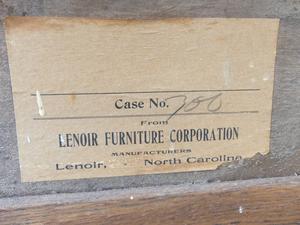 Case No. 700
From
LENOIR FURNITURE CORPORATION
MANUFACTURERS
Lenoir, North Carolina